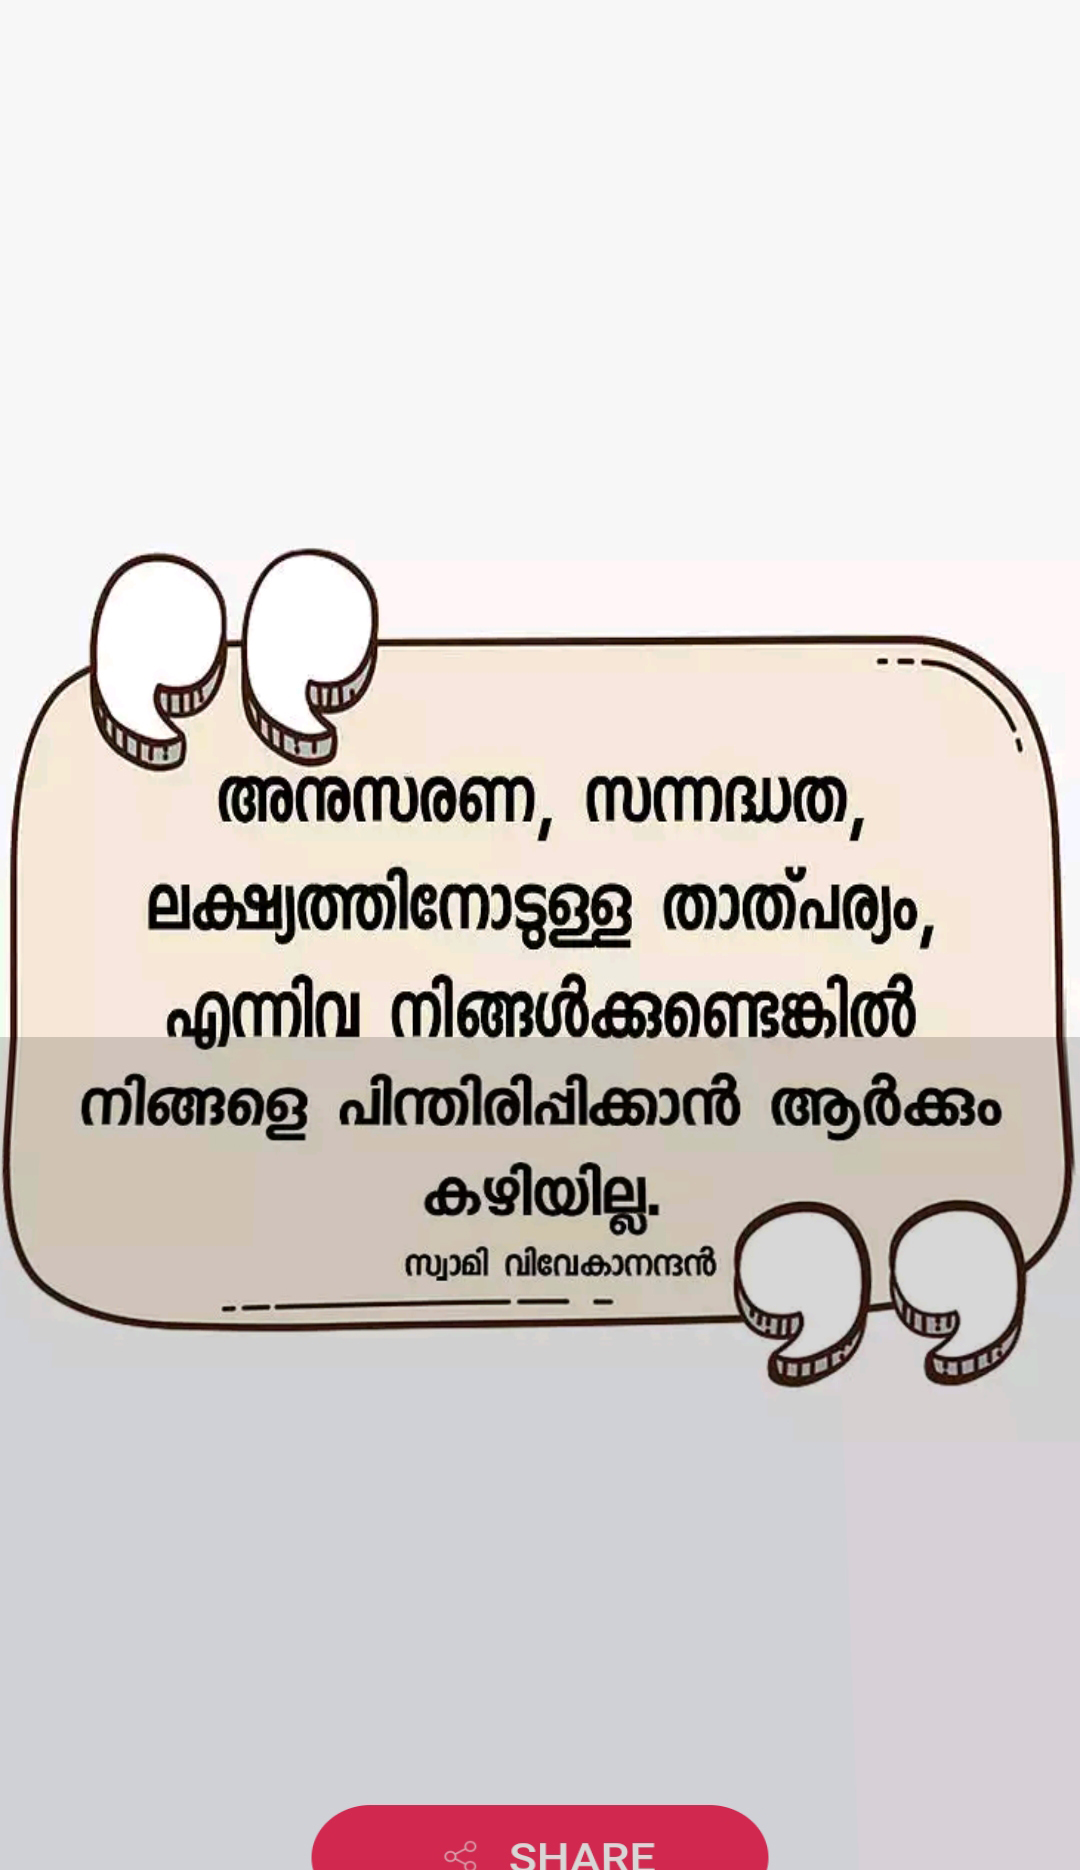 അനുസരണ, സന്നദ്ധത,
ലക്ഷ്യത്തിനോടുള്ള താത്പര്യം,
എന്നിവ നിങ്ങൾക്കുണ്ടെങ്കിൽ
നിങ്ങളെ പിന്തിരിപ്പിക്കാൻ ആർക്കും
കഴിയില്ല.
സ്വാമി വിവേകാനന്ദൻ
SHARE